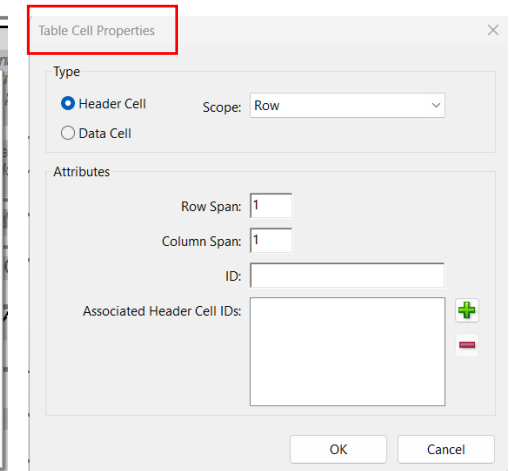 Table Cell Properties
Type
Header Cell
Scope: Row
Data Cell
Attributes
Row Span: 1
Column Span: 1
ID:
Associated Header Cell IDs:
OK Cancel